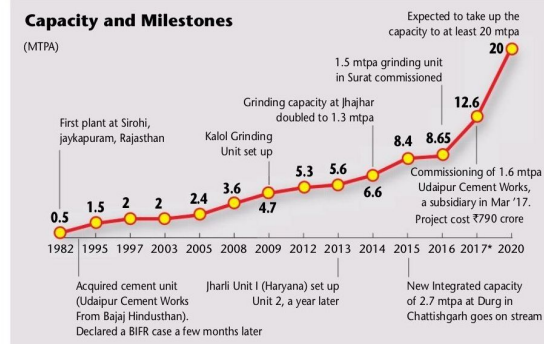 Capacity and Milestones
(MTPA)
Expected to take up the
capacity to at least 20 mtpa
20
1.5 mtpa grinding unit
in Surat commissioned
12.6
Grinding capacity at Jhajhar
doubled to 1.3 mtpa
First plant at Sirohi,
jaykapuram, Rajasthan
Kalol Grinding
Unit set up
0.5
1.5
2
2
2.4
3.6
4.7
5.3
5.6
6.6
8.4
8.65
Commissioning of 1.6 mtpa
Udaipur Cement Works,
a subsidiary in Mar '17.
Project cost ₹790 crore
1982 1995 1997 2003 2005 2008 2009 2012 2013 2014 2015 2016 2017* 2020
Acquired cement unit
(Udaipur Cement Works
From Bajaj Hindusthan).
Declared a BIFR case a few months later
Jharli Unit I (Haryana) set up
Unit 2, a year later
New Integrated capacity
of 2.7 mtpa at Durg in
Chattishgarh goes on stream